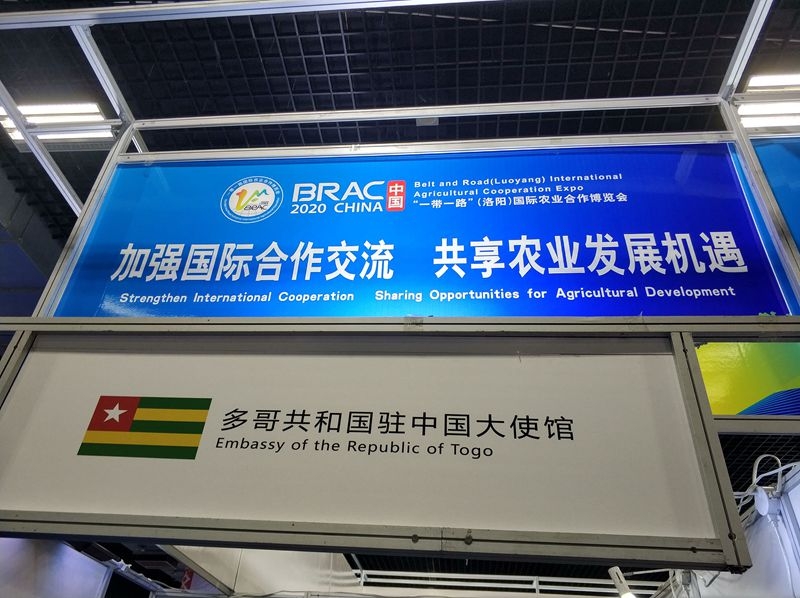 BRAC
2020 CHINA
中国
Belt and Road(Luoyang) International
Agricultural Cooperation Expo
“一带一路”(洛阳)国际农业合作博览会
加强国际合作交流 共享农业发展机遇
Strengthen International Cooperation Sharing Opportunities for Agricultural Development
多哥共和国驻中国大使馆
Embassy of the Republic of Togo